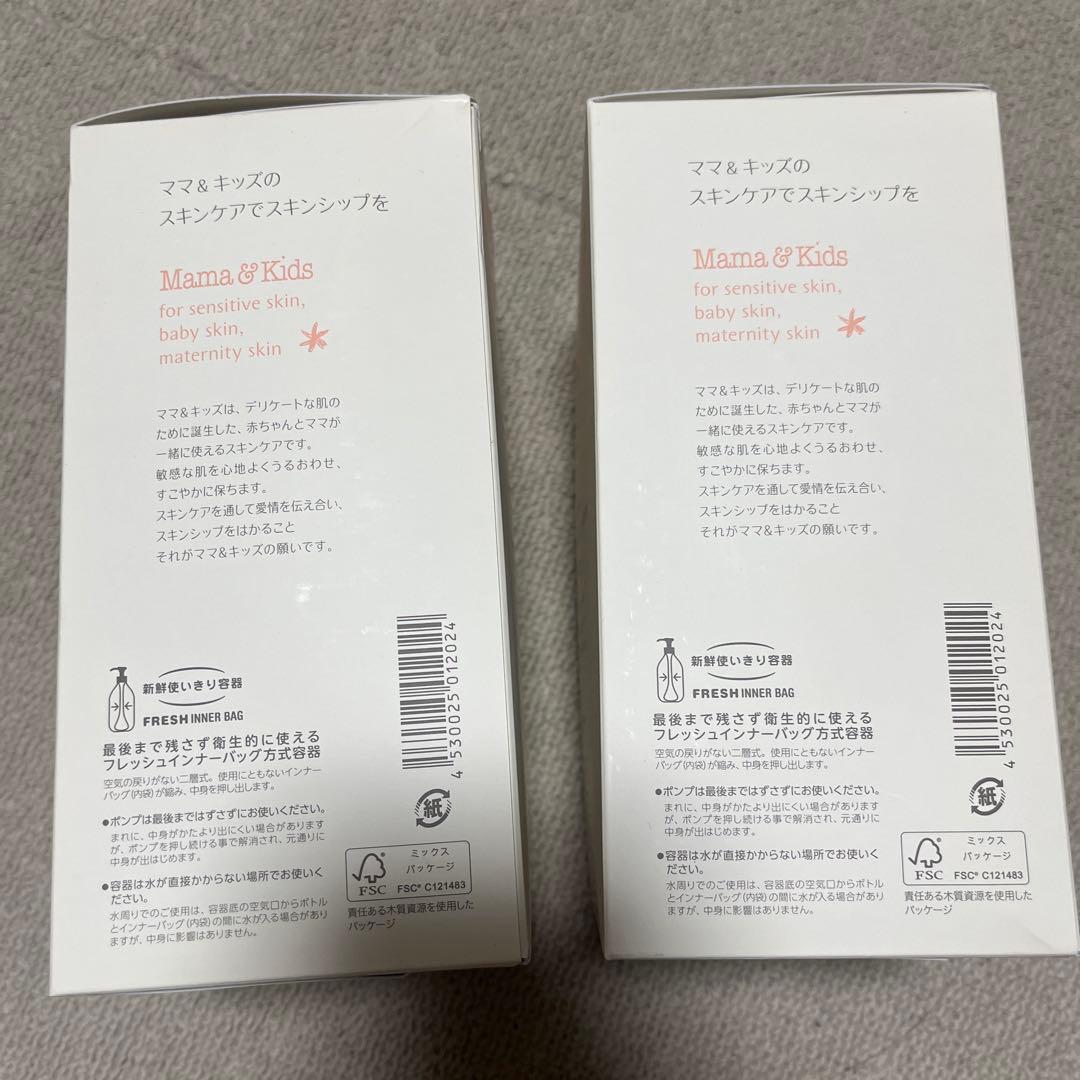 ママ&キッズの
スキンケアでスキンシップを
Mama & Kids
for sensitive skin,
baby skin,
maternity skin
ママ&キッズは、デリケートな肌の
ために誕生した、赤ちゃんとママが
一緒に使えるスキンケアです。
敏感な肌を心地よくうるおわせ、
すこやかに保ちます。
スキンケアを通して愛情を伝え合い、
スキンシップをはかること
それがママ&キッズの願いです。
新鮮使いきり容器
FRESH INNER BAG
最後まで残さず衛生的に使える
フレッシュインナーバッグ方式容器
空気の戻りがない二層式。使用にともないインナー
バッグ(内袋)が縮み、中身を押し出します。
●ポンプは最後まではずさずにお使いください。
まれに、中身がかたより出にくい場合があります
が、ポンプを押し続ける事で解消され、元通りに
中身が出はじめます。
●容器は水が直接かからない場所でお使いく
ださい。
水周りでのご使用は、容器底の空気口からボトル
とインナーバッグ(内袋)の間に水が入る場合があり
ますが、中身に影響はありません。
4 530025 012024
紙
FSC
ミックス
パッケージ
FSC® C121483
責任ある木質資源を使用した
パッケージ
ママ&キッズの
スキンケアでスキンシップを
Mama & Kids
for sensitive skin,
baby skin,
maternity skin
ママ&キッズは、デリケートな肌の
ために誕生した、赤ちゃんとママが
一緒に使えるスキンケアです。
敏感な肌を心地よくうるおわせ、
すこやかに保ちます。
スキンケアを通して愛情を伝え合い、
スキンシップをはかること
それがママ&キッズの願いです。
新鮮使いきり容器
FRESH INNER BAG
最後まで残さず衛生的に使える
フレッシュインナーバッグ方式容器
空気の戻りがない二層式。使用にともないインナー
バッグ(内袋)が縮み、中身を押し出します。
●ポンプは最後まではずさずにお使いください。
まれに、中身がかたより出にくい場合があります
が、ポンプを押し続ける事で解消され、元通りに
中身が出はじめます。
●容器は水が直接かからない場所でお使いく
ださい。
水周りでのご使用は、容器底の空気口からボトル
とインナーバッグ(内袋)の間に水が入る場合があり
ますが、中身に影響はありません。
4 530025 012024
紙
FSC
ミックス
パッケージ
FSC® C121483
責任ある木質資源を使用した
パッケージ